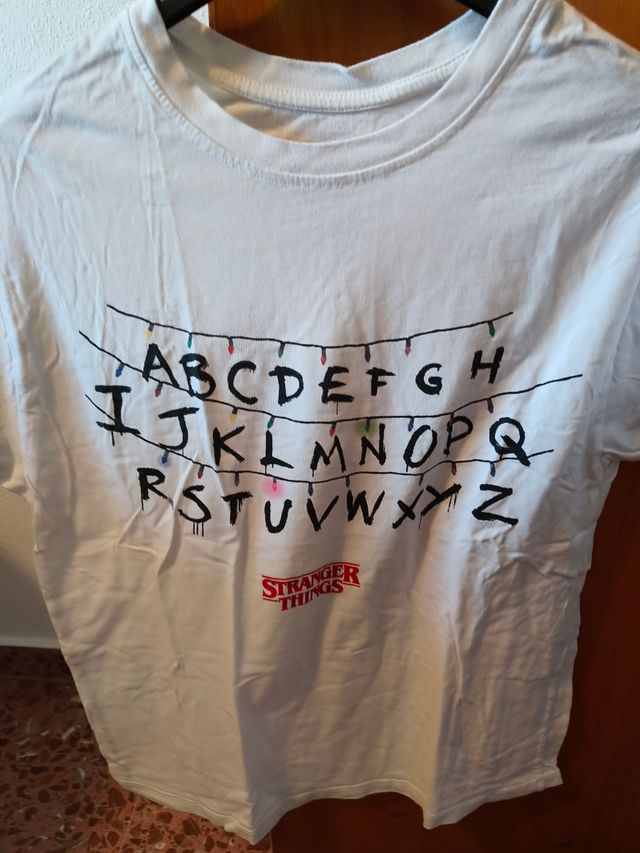 ABCDEFGH
IJKLMNOPQ
RSTUVWXYZ
STRANGER
THINGS